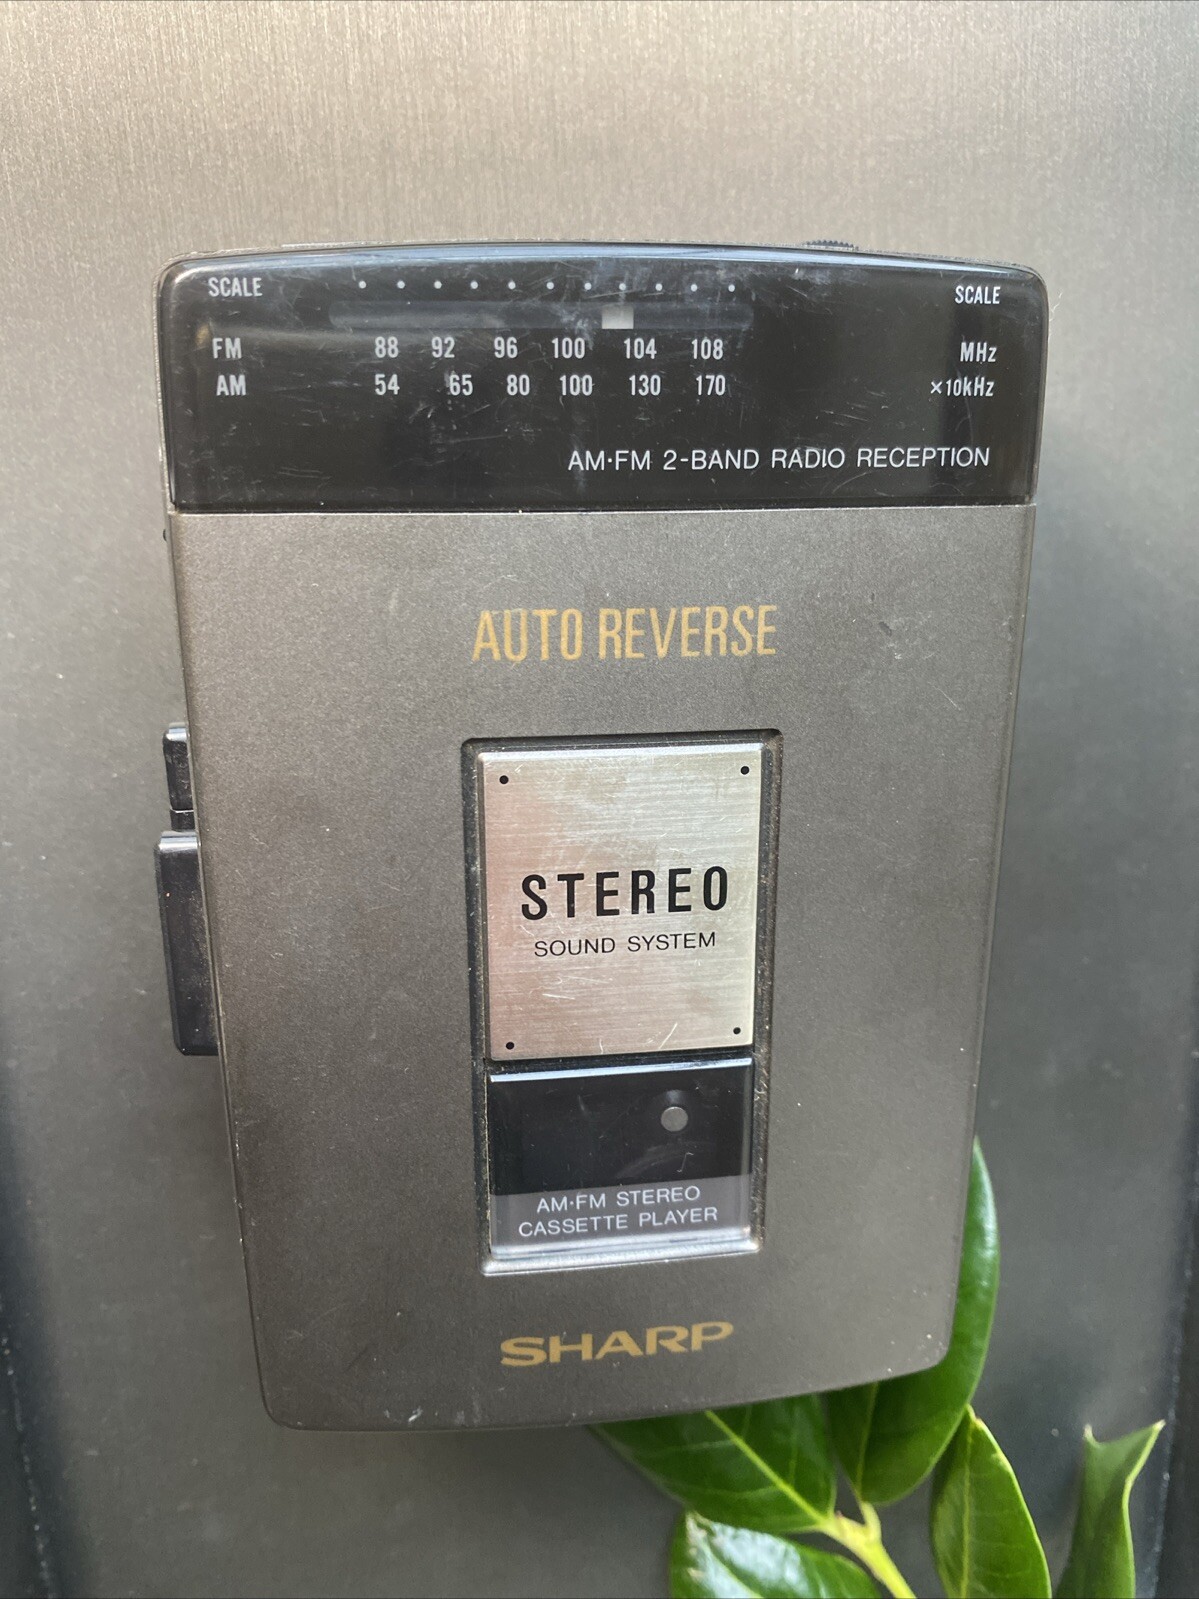 SCALE SCALE
FM 88 92 96 100 104 108 MHz
AM 54 65 80 100 130 170 ×10kHz
AM·FM 2-BAND RADIO RECEPTION
AUTO REVERSE
STEREO
SOUND SYSTEM
AM·FM STEREO
CASSETTE PLAYER
SHARP